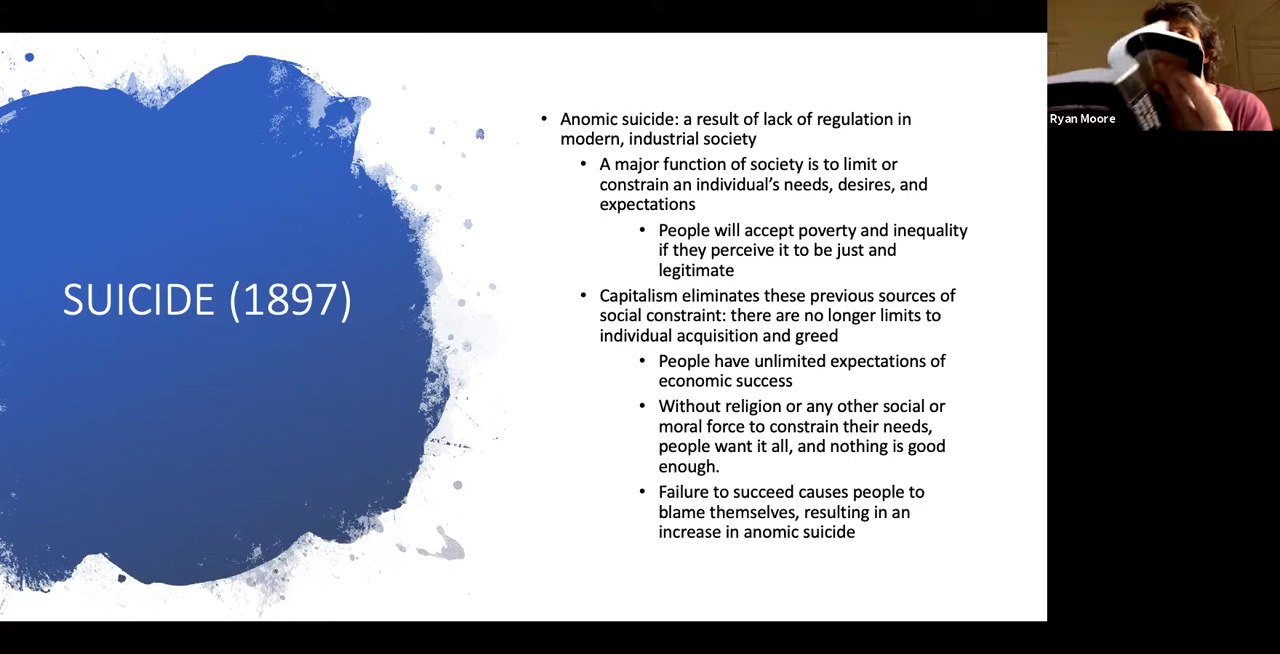 SUICIDE (1897)
• Anomic suicide: a result of lack of regulation in
modern, industrial society
• A major function of society is to limit or
constrain an individual's needs, desires, and
expectations
• People will accept poverty and inequality
if they perceive it to be just and
legitimate
• Capitalism eliminates these previous sources of
social constraint: there are no longer limits to
individual acquisition and greed
• People have unlimited expectations of
economic success
• Without religion or any other social or
moral force to constrain their needs,
people want it all, and nothing is good
enough.
• Failure to succeed causes people to
blame themselves, resulting in an
increase in anomic suicide
Ryan Moore